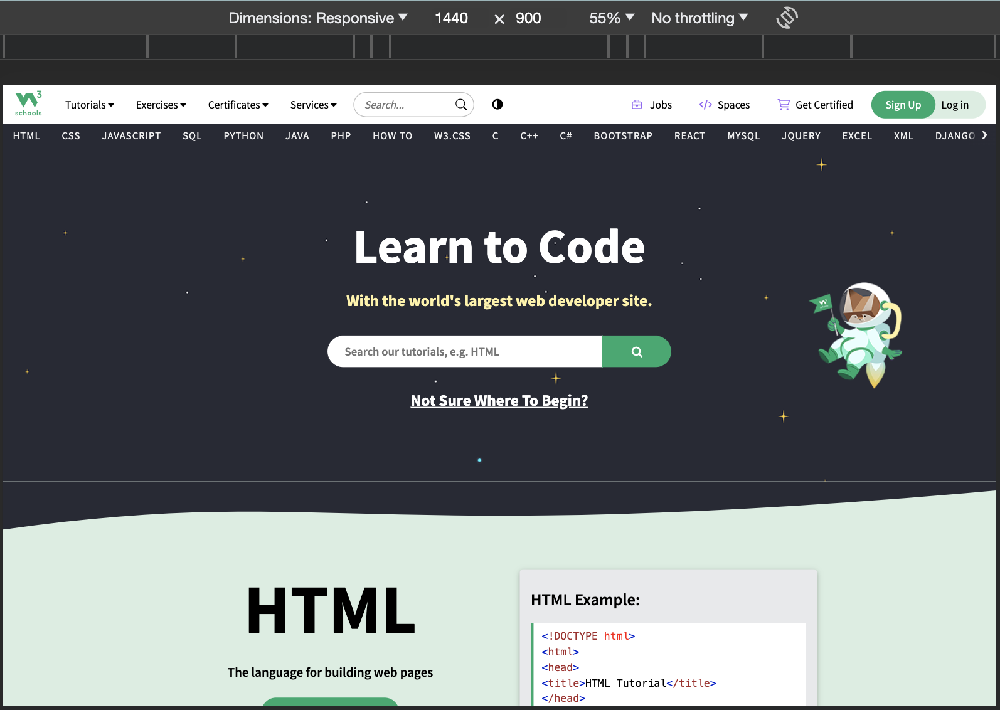 Dimensions: Responsive 1440 × 900 55% No throttling
W3 schools Tutorials Exercises Certificates Services Search... Jobs Spaces Get Certified Sign Up Log in
HTML CSS JAVASCRIPT SQL PYTHON JAVA PHP HOW TO W3.CSS C C++ C# BOOTSTRAP REACT MYSQL JQUERY EXCEL XML DJANGO
Learn to Code
With the world's largest web developer site.
Search our tutorials, e.g. HTML
Not Sure Where To Begin?
HTML
The language for building web pages
HTML Example:
<!DOCTYPE html>
<html>
<head>
<title>HTML Tutorial</title>
</head>